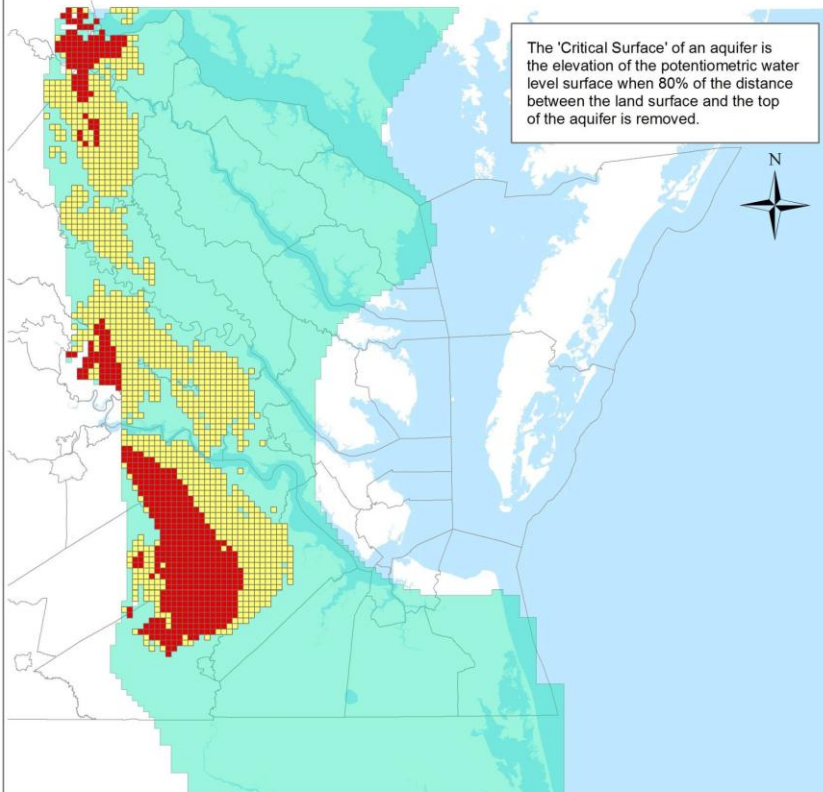 The 'Critical Surface' of an aquifer is
the elevation of the potentiometric water
level surface when 80% of the distance
between the land surface and the top
of the aquifer is removed.
N